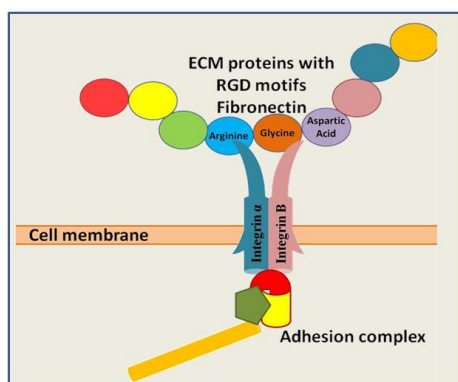 ECM proteins with
RGD motifs
Fibronectin
Arginine
Glycine
Aspartic
Acid
Integrin α
Integrin B
Cell membrane
Adhesion complex